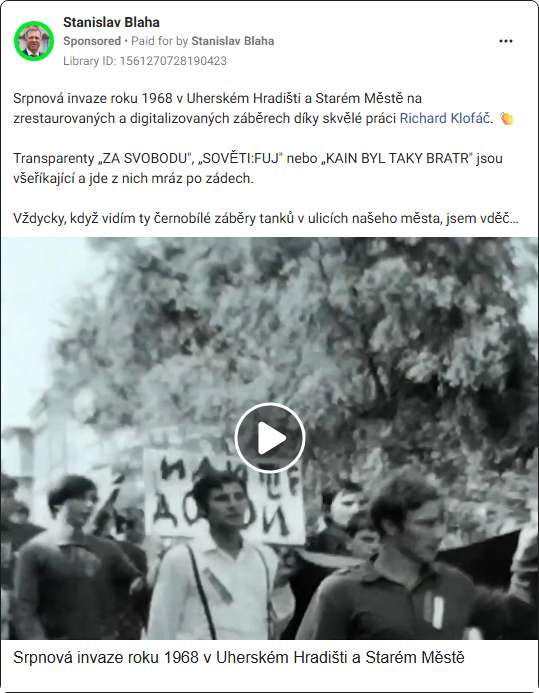 Stanislav Blaha
Sponsored • Paid for by Stanislav Blaha
Library ID: 1561270728190423
Srpnová invaze roku 1968 v Uherském Hradišti a Starém Městě na
zrestaurovaných a digitalizovaných záběrech díky skvělé práci Richard Klofáč. 👏
Transparenty „ZA SVOBODU", „SOVĚTI:FUJ" nebo „KAIN BYL TAKY BRATR" jsou
všeříkající a jde z nich mráz po zádech.
Vždycky, když vidím ty černobílé záběry tanků v ulicích našeho města, jsem vděč...
Srpnová invaze roku 1968 v Uherském Hradišti a Starém Městě